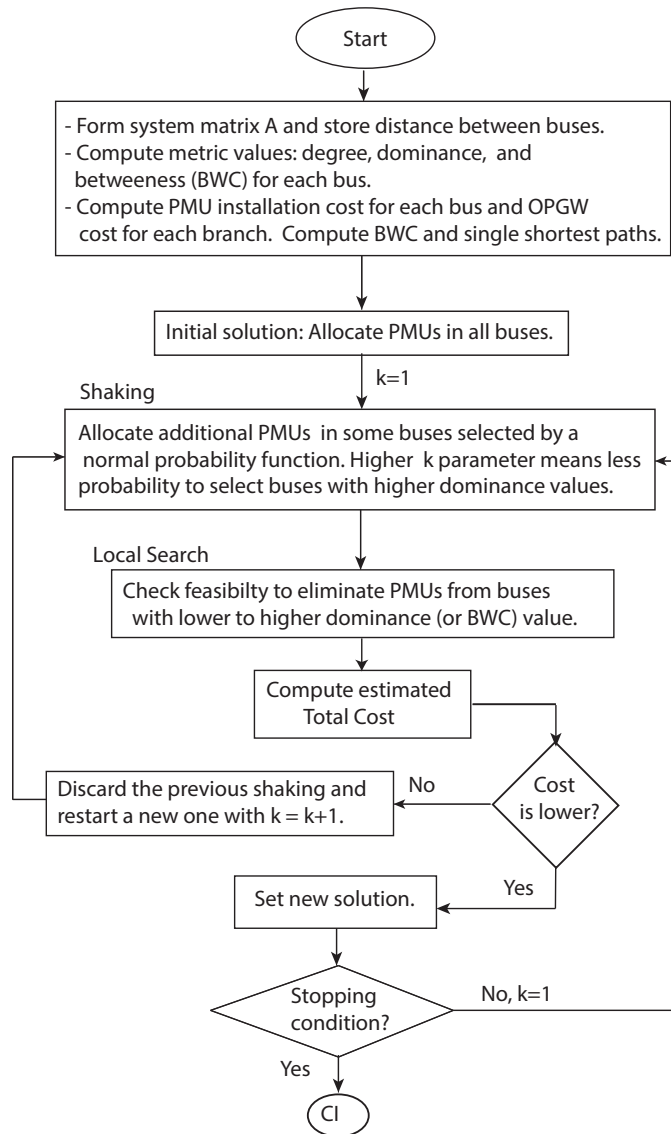 Start
- Form system matrix A and store distance between buses.
- Compute metric values: degree, dominance, and
betweeness (BWC) for each bus.
- Compute PMU installation cost for each bus and OPGW
cost for each branch. Compute BWC and single shortest paths.
Initial solution: Allocate PMUs in all buses.
k=1
Shaking
Allocate additional PMUs in some buses selected by a
normal probability function. Higher k parameter means less
probability to select buses with higher dominance values.
Local Search
Check feasibilty to eliminate PMUs from buses
with lower to higher dominance (or BWC) value.
Compute estimated
Total Cost
Cost
is lower?
No
Discard the previous shaking and
restart a new one with k = k+1.
Yes
Set new solution.
Stopping
condition?
No, k=1
Yes
CI